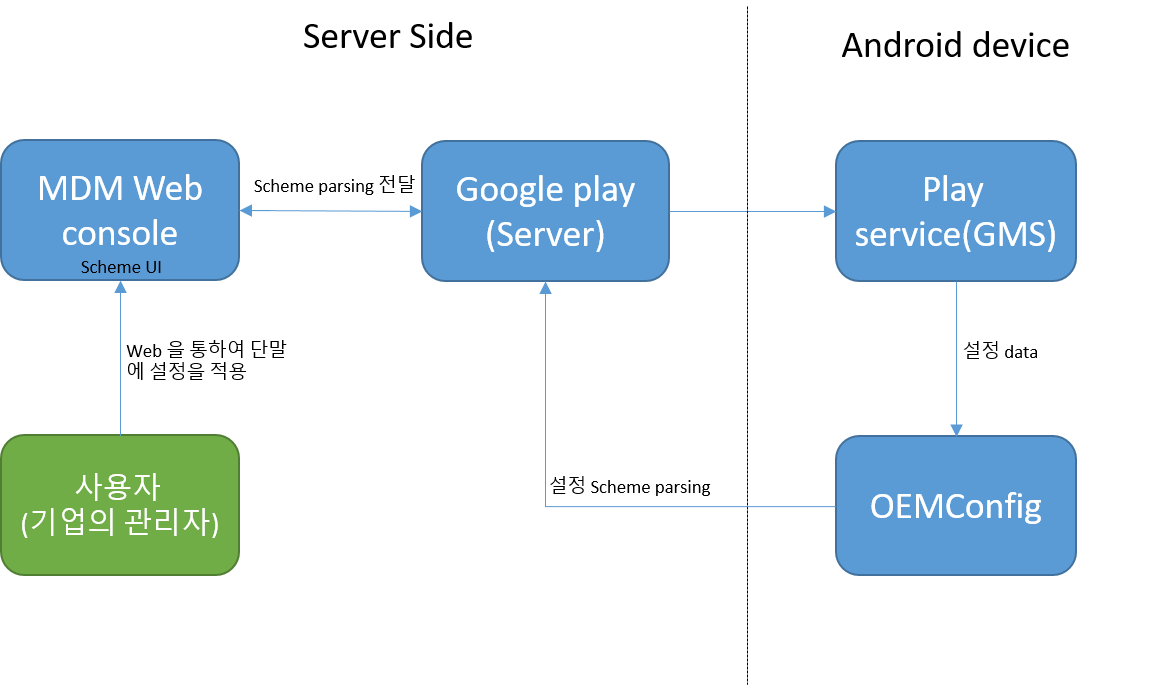 Server Side
Android device
MDM Web
console
Scheme UI
Scheme parsing 전달
Google play
(Server)
Play
service(GMS)
Web 을 통하여 단말
에 설정을 적용
설정 data
사용자
(기업의 관리자)
설정 Scheme parsing
OEMConfig